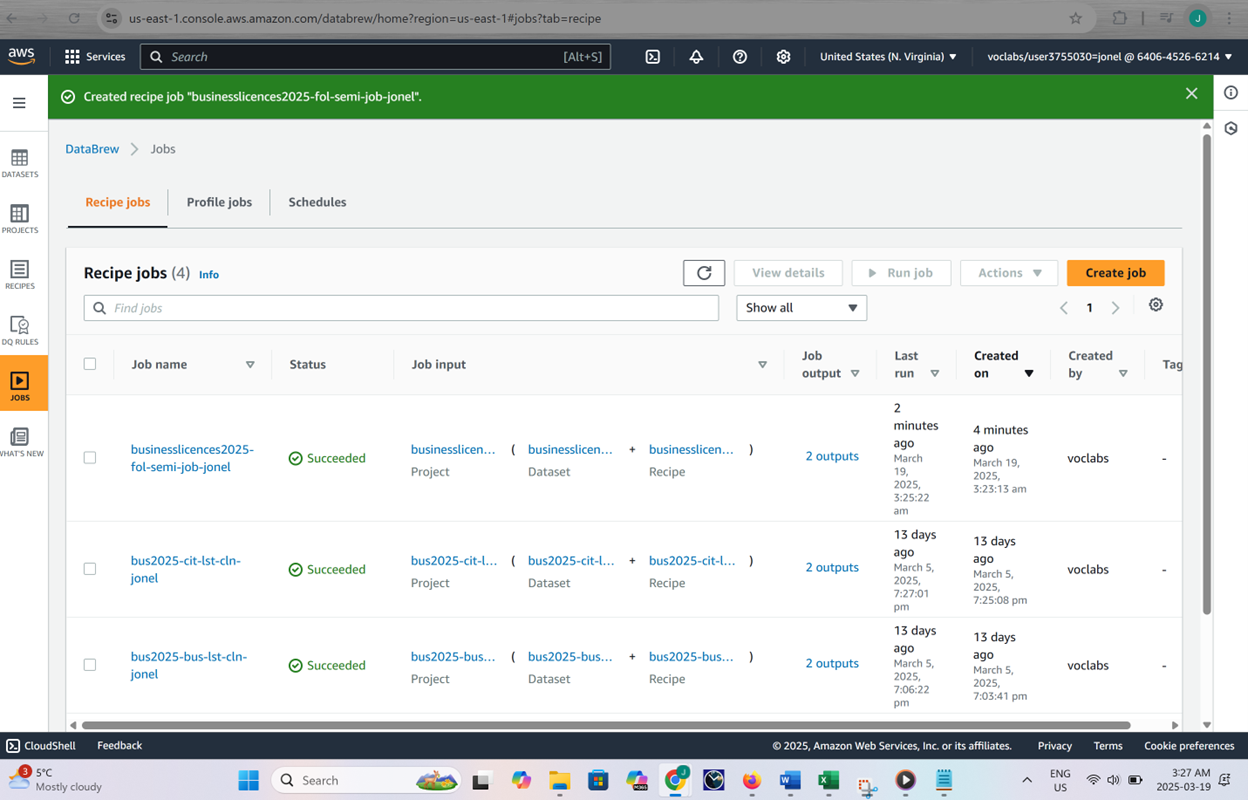 us-east-1.console.aws.amazon.com/databrew/home?region=us-east-1#jobs?tab=recipe
J
aws
Services
Search
[Alt+S]
United States (N. Virginia)
voclabs/user3755030=jonel @ 6406-4526-6214
Created recipe job "businesslicences2025-fol-semi-job-jonel".
DATASETS
PROJECTS
RECIPES
DQ RULES
JOBS
WHAT'S NEW
DataBrew
Jobs
Recipe jobs
Profile jobs
Schedules
Recipe jobs (4) Info
View details
Run job
Actions
Create job
Find jobs
Show all
1
Job name
Status
Job input
Job
output
Last
run
Created
on
Created
by
Tag
businesslicences2025-
fol-semi-job-jonel
Succeeded
businesslicen...
Project
(
businesslicen...
Dataset
+
businesslicen...
Recipe
)
2 outputs
2
minutes
ago
March
19,
2025,
3:25:22
am
4 minutes
ago
March 19,
2025,
3:23:13 am
voclabs
-
bus2025-cit-lst-cln-
jonel
Succeeded
bus2025-cit-l...
Project
(
bus2025-cit-l...
Dataset
+
bus2025-cit-l...
Recipe
)
2 outputs
13 days
ago
March 5,
2025,
7:27:01
pm
13 days
ago
March 5,
2025,
7:25:08 pm
voclabs
-
bus2025-bus-lst-cln-
jonel
Succeeded
bus2025-bus...
Project
(
bus2025-bus...
Dataset
+
bus2025-bus...
Recipe
)
2 outputs
13 days
ago
March 5,
2025,
7:06:22
pm
13 days
ago
March 5,
2025,
7:03:41 pm
voclabs
-
CloudShell
Feedback
© 2025, Amazon Web Services, Inc. or its affiliates.
Privacy
Terms
Cookie preferences
3
5°C
Mostly cloudy
Search
ENG
US
3:27 AM
2025-03-19